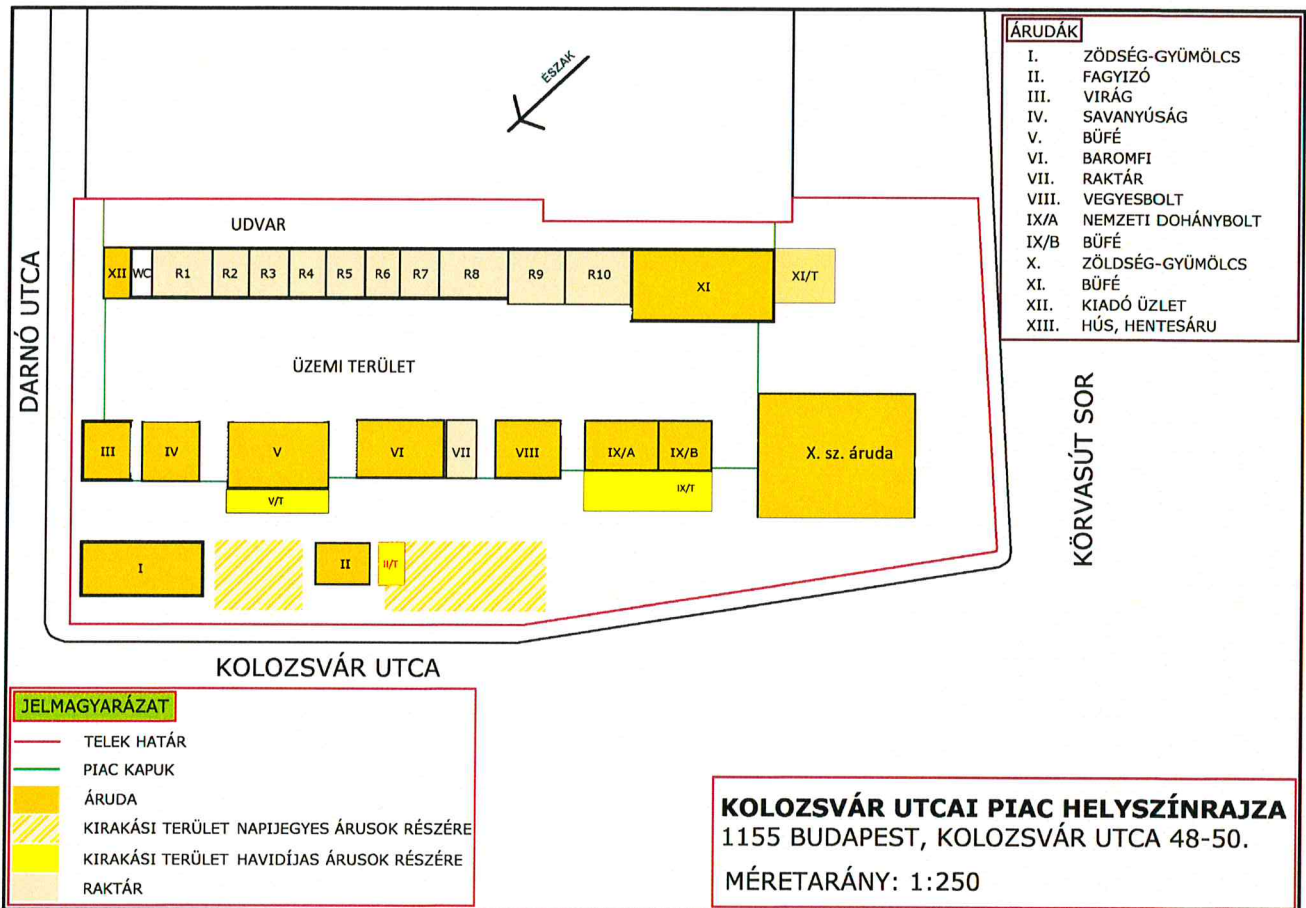 ÉSZAK
ÁRUDÁK
I. ZÖDSÉG-GYÜMÖLCS
II. FAGYIZÓ
III. VIRÁG
IV. SAVANYÚSÁG
V. BÜFÉ
VI. BAROMFI
VII. RAKTÁR
VIII. VEGYESBOLT
IX/A NEMZETI DOHÁNYBOLT
IX/B BÜFÉ
X. ZÖLDSÉG-GYÜMÖLCS
XI. BÜFÉ
XII. KIADÓ ÜZLET
XIII. HÚS, HENTESÁRU
DARNÓ UTCA
UDVAR
XII WC R1 R2 R3 R4 R5 R6 R7 R8 R9 R10 XI XI/T
ÜZEMI TERÜLET
III IV V VI VII VIII IX/A IX/B X. sz. áruda
V/T IX/T
I II II/T
KÖRVASÚT SOR
KOLOZSVÁR UTCA
JELMAGYARÁZAT
TELEK HATÁR
PIAC KAPUK
ÁRUDA
KIRAKÁSI TERÜLET NAPIJEGYES ÁRUSOK RÉSZÉRE
KIRAKÁSI TERÜLET HAVIDÍJAS ÁRUSOK RÉSZÉRE
RAKTÁR
KOLOZSVÁR UTCAI PIAC HELYSZÍNRAJZA
1155 BUDAPEST, KOLOZSVÁR UTCA 48-50.
MÉRETARÁNY: 1:250